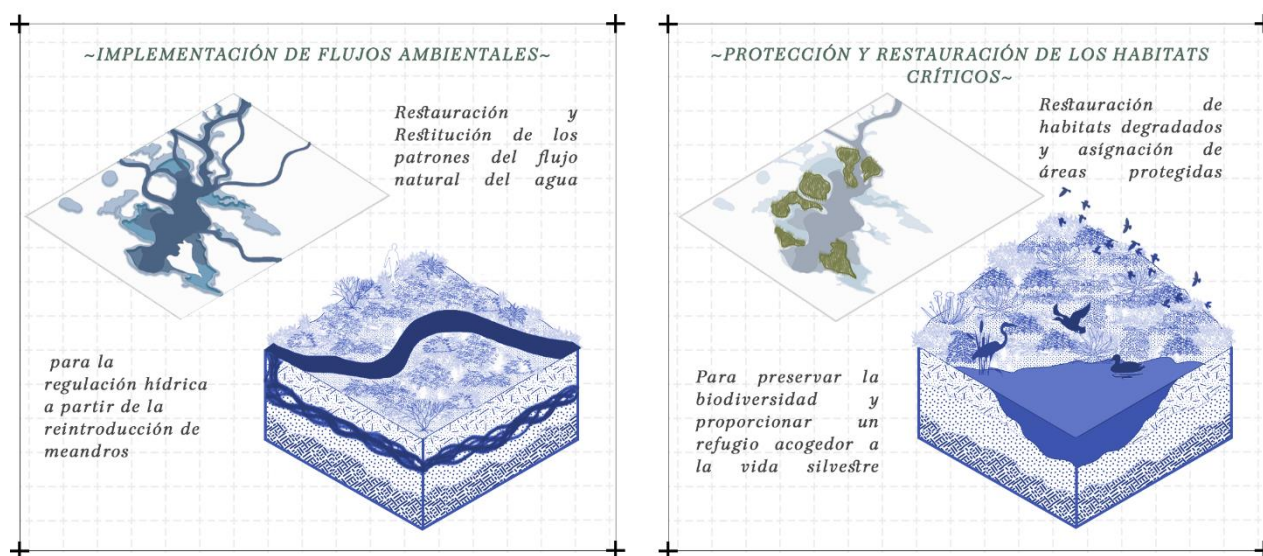 ~IMPLEMENTACIÓN DE FLUJOS AMBIENTALES~
Restauración y
Restitución de los
patrones del flujo
natural del agua
para la
regulación hídrica
a partir de la
reintroducción de
meandros
~PROTECCIÓN Y RESTAURACIÓN DE LOS HABITATS
CRÍTICOS~
Restauración de
habitats degradados
y asignación de
áreas protegidas
Para preservar la
biodiversidad y
proporcionar un
refugio acogedor a
la vida silvestre